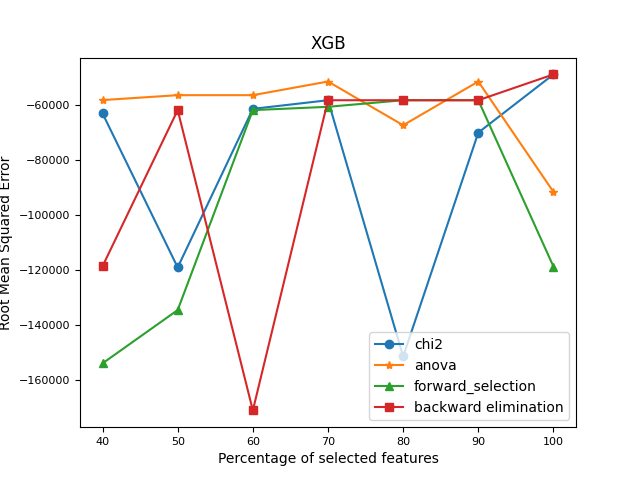 XGB
Root Mean Squared Error
−60000
−80000
−100000
−120000
−140000
−160000
chi2
anova
forward_selection
backward elimination
40 50 60 70 80 90 100
Percentage of selected features